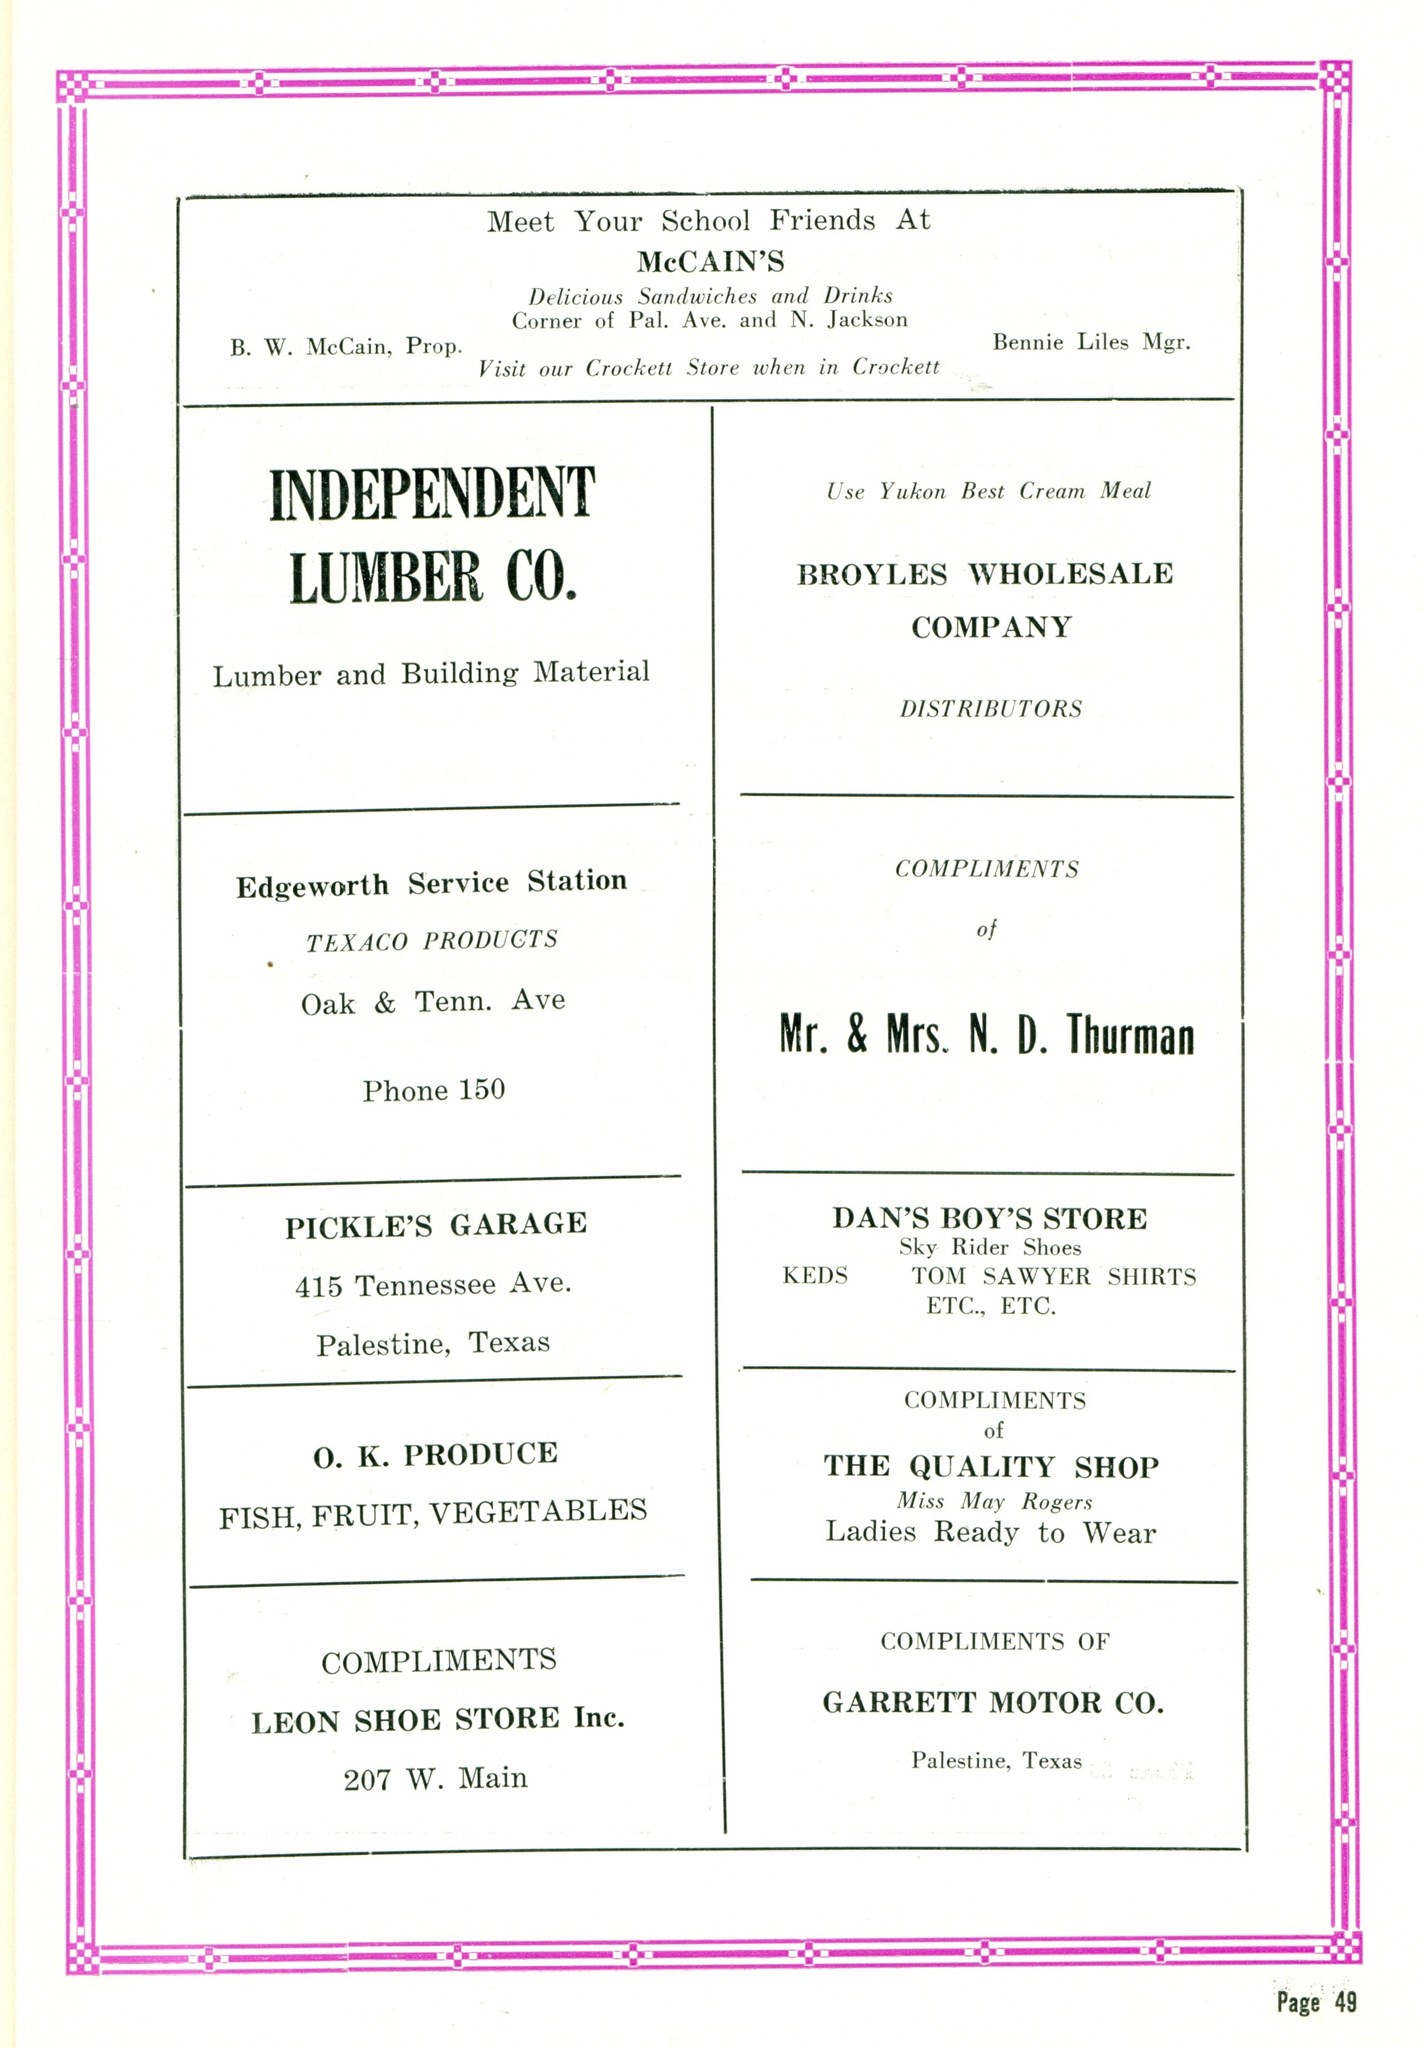 Meet Your School Friends At
McCAIN'S
Delicious Sandwiches and Drinks
Corner of Pal. Ave. and N. Jackson
B. W. McCain, Prop.
Bennie Liles Mgr.
Visit our Crockett Store when in Crockett
INDEPENDENT
LUMBER CO.
Lumber and Building Material
Use Yukon Best Cream Meal
BROYLES WHOLESALE
COMPANY
DISTRIBUTORS
Edgeworth Service Station
TEXACO PRODUCTS
Oak & Tenn. Ave
Phone 150
COMPLIMENTS
of
Mr. & Mrs. N. D. Thurman
PICKLE'S GARAGE
415 Tennessee Ave.
Palestine, Texas
DAN'S BOY'S STORE
Sky Rider Shoes
KEDS TOM SAWYER SHIRTS
ETC., ETC.
O. K. PRODUCE
FISH, FRUIT, VEGETABLES
COMPLIMENTS
of
THE QUALITY SHOP
Miss May Rogers
Ladies Ready to Wear
COMPLIMENTS
LEON SHOE STORE Inc.
207 W. Main
COMPLIMENTS OF
GARRETT MOTOR CO.
Palestine, Texas
Page 49